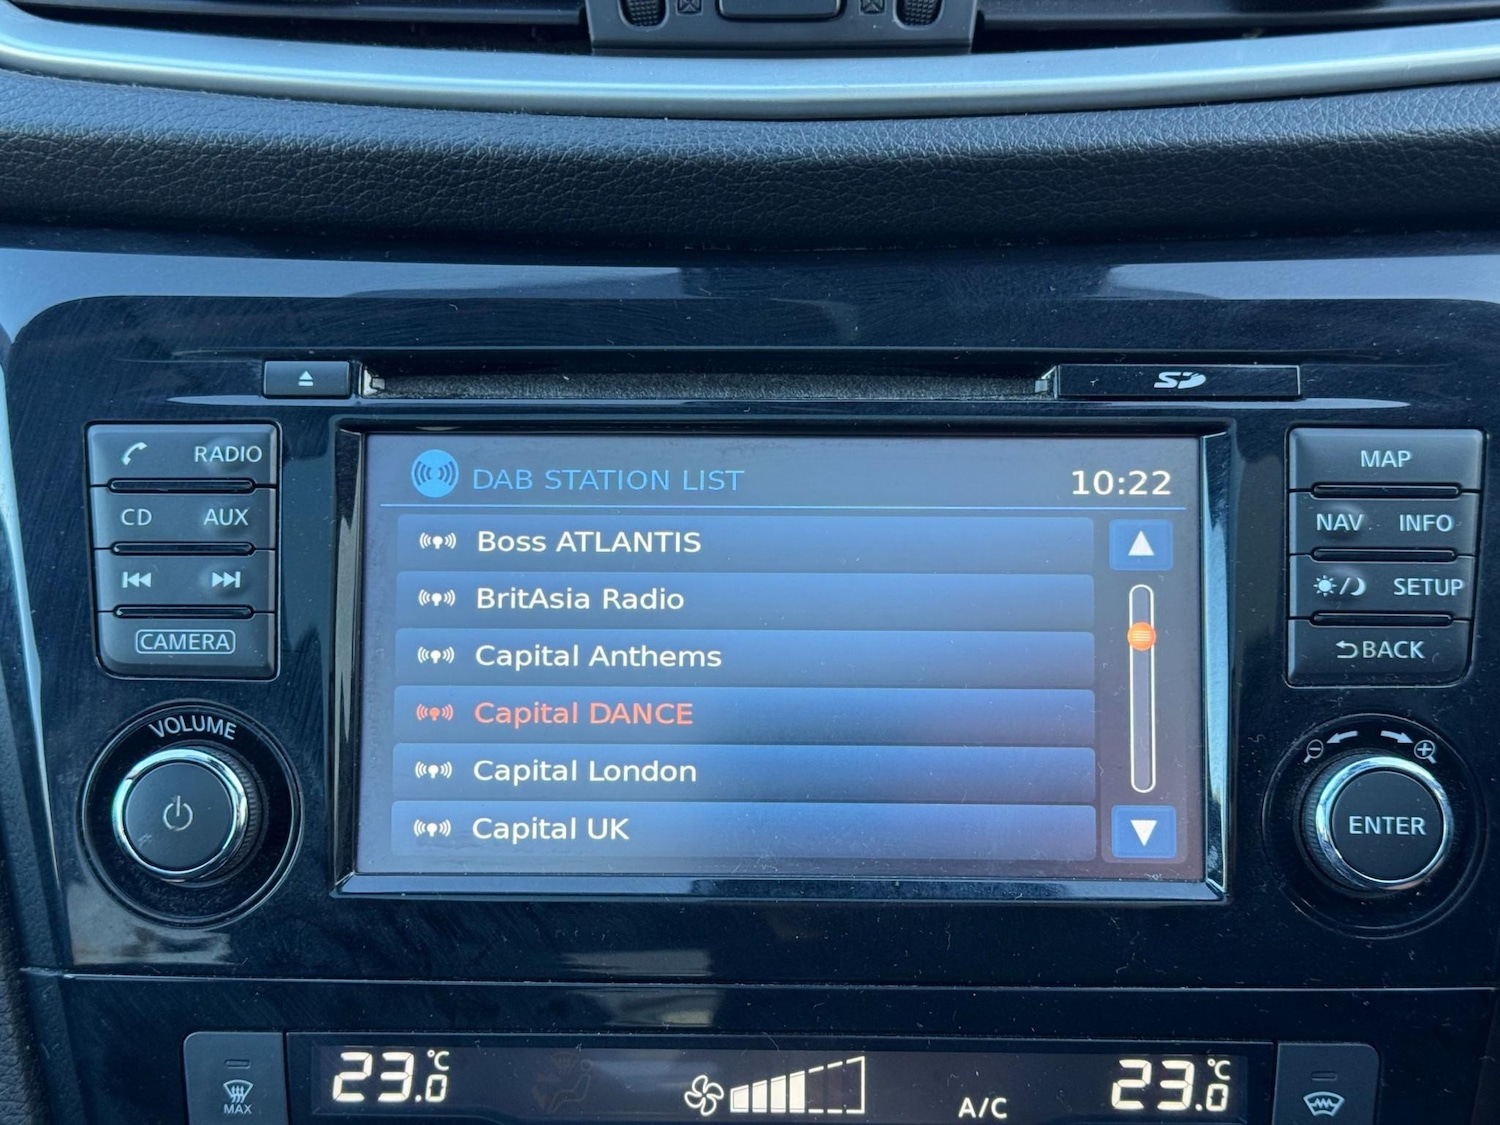 SD
RADIO
CD AUX
CAMERA
VOLUME
DAB STATION LIST 10:22
Boss ATLANTIS
BritAsia Radio
Capital Anthems
Capital DANCE
Capital London
Capital UK
MAP
NAV INFO
SETUP
BACK
ENTER
MAX
23.0 °C
A/C
23.0 °C